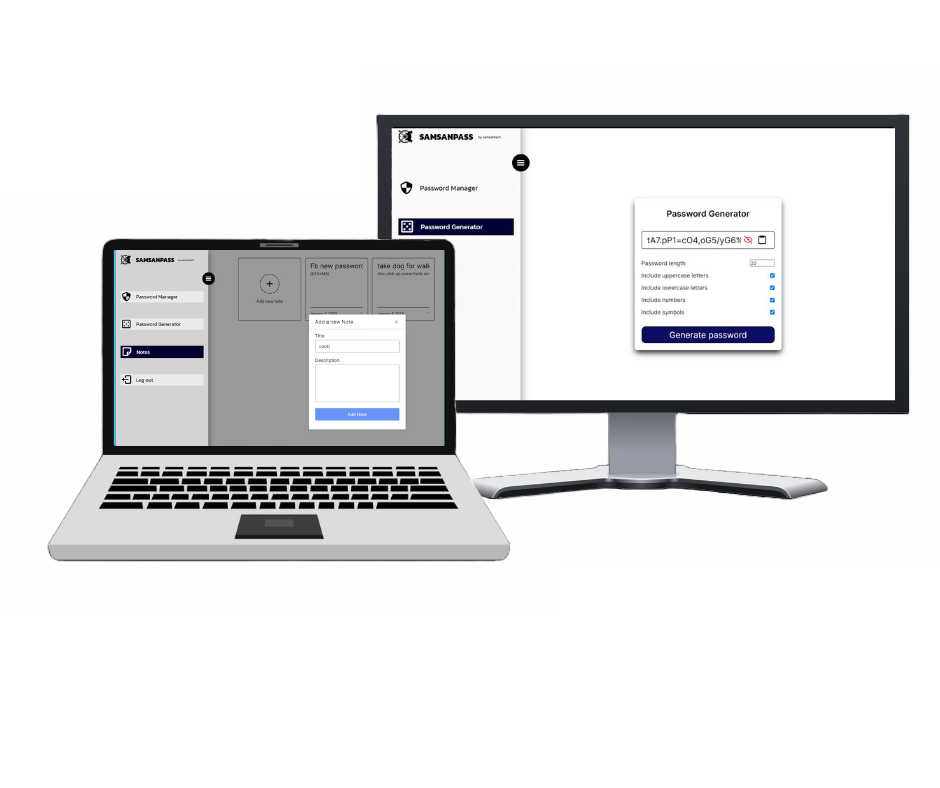 SAMSANPASS by samsantech
Password Manager
Password Generator
Password Generator
tA7.pP1=cO4,oG5/yG6%
Password length 20
Include uppercase letters
Include lowercase letters
Include numbers
Include symbols
Generate password
SAMSANPASS by samsantech
Password Manager
Password Generator
Notes
Log out
Add new note
Fb new password
take dog for walk
Add a new Note
Title
cook
Description
Add Note